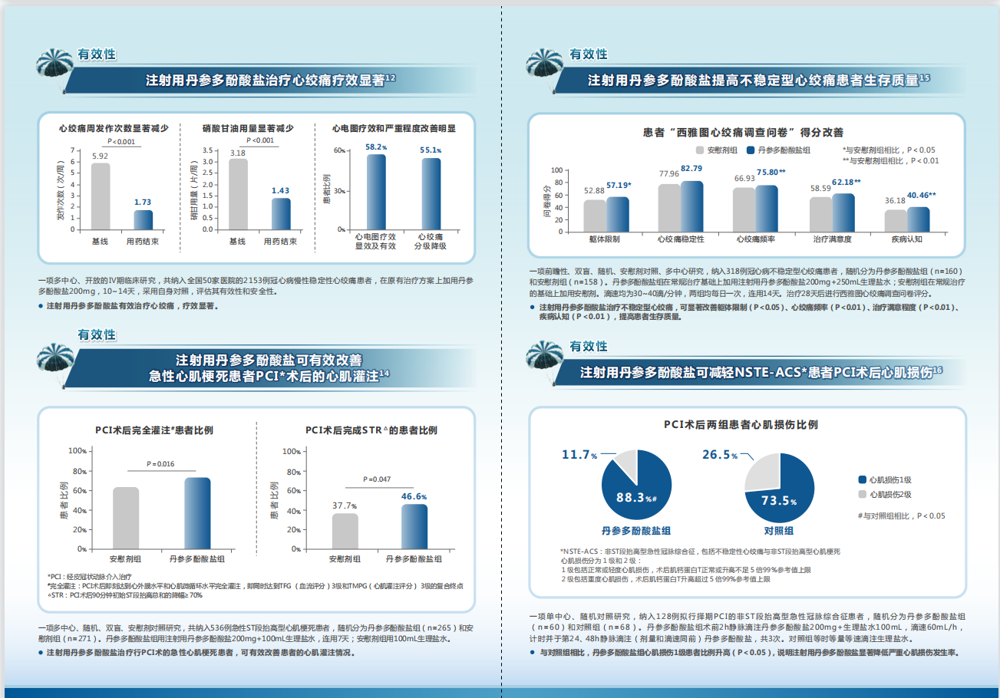 有效性
注射用丹参多酚酸盐治疗心绞痛疗效显著12
心绞痛周发作次数显著减少
P<0.001
发作次数（次/周）
7
6
5
4
3
2
1
0
5.92
1.73
基线
用药结束
硝酸甘油用量显著减少
P<0.001
硝甘用量（片/周）
3.5
3.0
2.5
2.0
1.5
1.0
0.5
0.0
3.18
1.43
基线
用药结束
心电图疗效和严重程度改善明显
患者比例
60%
30%
0%
58.2%
55.1%
心电图疗效
显效及有效
心绞痛
分级降级
一项多中心、开放的IV期临床研究，共纳入全国50家医院的2153例冠心病慢性稳定性心绞痛患者，在原有治疗方案上加用丹参
多酚酸盐200mg，10~14天，采用自身对照，评估其有效性和安全性。
● 注射用丹参多酚酸盐有效治疗心绞痛，疗效显著。
有效性
注射用丹参多酚酸盐可有效改善
急性心肌梗死患者PCI*术后的心肌灌注14
PCI术后完全灌注#患者比例
患者比例
100%
80%
60%
40%
20%
0%
P=0.016
安慰剂组
丹参多酚酸盐组
PCI术后完成STR△的患者比例
患者比例
100%
80%
60%
40%
20%
0%
P=0.047
37.7%
46.6%
安慰剂组
丹参多酚酸盐组
*PCI：经皮冠状动脉介入治疗
#完全灌注：PCI术后即刻达到心外膜水平和心肌微循环水平完全灌注，即同时达到TFG（血流评分）3级和TMPG（心肌灌注评分） 3级的复合终点
△STR：PCI术后90分钟初始ST段抬高总和的降幅≥70%
一项多中心、随机、双盲、安慰剂对照研究，共纳入536例急性ST段抬高型心肌梗死患者，随机分为丹参多酚酸盐组（n=265）和安
慰剂组（n=271）。丹参多酚酸盐组用注射用丹参多酚酸盐200mg+100mL生理盐水，连用7天；安慰剂组用100mL生理盐水。
● 注射用丹参多酚酸盐治疗行PCI术的急性心肌梗死患者，可有效改善患者的心肌灌注情况。
有效性
注射用丹参多酚酸盐提高不稳定型心绞痛患者生存质量15
患者“西雅图心绞痛调查问卷”得分改善
安慰剂组
丹参多酚酸盐组
*与安慰剂组相比，P<0.05
**与安慰剂组相比，P<0.01
问卷得分
100
80
60
40
20
0
52.88
57.19*
77.96
82.79
66.93
75.80**
58.59
62.18**
36.18
40.46**
躯体限制
心绞痛稳定性
心绞痛频率
治疗满意度
疾病认知
一项前瞻性、双盲、随机、安慰剂对照、多中心研究，纳入318例冠心病不稳定型心绞痛患者，随机分为丹参多酚酸盐组（n=160）
和安慰剂组（n=158）。丹参多酚酸盐组在常规治疗基础上加用注射用丹参多酚酸盐200mg+250mL生理盐水；安慰剂组在常规治疗
的基础上加用安慰剂。滴速均为30~40滴/分钟，两组均每日一次，连用14天。治疗28天后进行西雅图心绞痛调查问卷评分。
● 注射用丹参多酚酸盐治疗不稳定型心绞痛，可显著改善躯体限制（P<0.05）、心绞痛频率（P<0.01）、治疗满意程度（P<0.01）、
疾病认知（P<0.01），提高患者生存质量。
有效性
注射用丹参多酚酸盐可减轻NSTE-ACS*患者PCI术后心肌损伤16
PCI术后两组患者心肌损伤比例
11.7%
88.3%#
丹参多酚酸盐组
26.5%
73.5%
对照组
心肌损伤1级
心肌损伤2级
#与对照组相比，P<0.05
*NSTE-ACS：非ST段抬高型急性冠脉综合征，包括不稳定性心绞痛与非ST段抬高型心肌梗死
心肌损伤分为 1 级和 2 级：
1 级包括正常或轻度心肌损伤，术后肌钙蛋白T正常或升高不足 5 倍99%参考值上限
2 级包括重度心肌损伤，术后肌钙蛋白T升高超过 5 倍99%参考值上限
一项单中心、随机对照研究，纳入128例拟行择期PCI的非ST段抬高型急性冠脉综合征患者，随机分为丹参多酚酸盐组
（n=60）和对照组（n=68）。丹参多酚酸盐组术前2h静脉滴注丹参多酚酸盐200mg+生理盐水100mL，滴速60mL/h，
计时并于第24、48h静脉滴注（剂量和滴速同前）丹参多酚酸盐，共3次。对照组等时等量等速滴注生理盐水。
● 与对照组相比，丹参多酚酸盐组心肌损伤1级患者比例升高（P<0.05），说明注射用丹参多酚酸盐显著降低严重心肌损伤发生率。